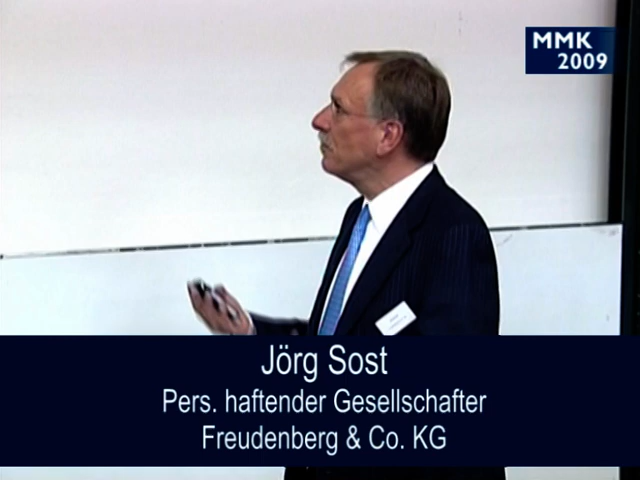 MMK
2009
Jörg Sost
Pers. haftender Gesellschafter
Freudenberg & Co. KG